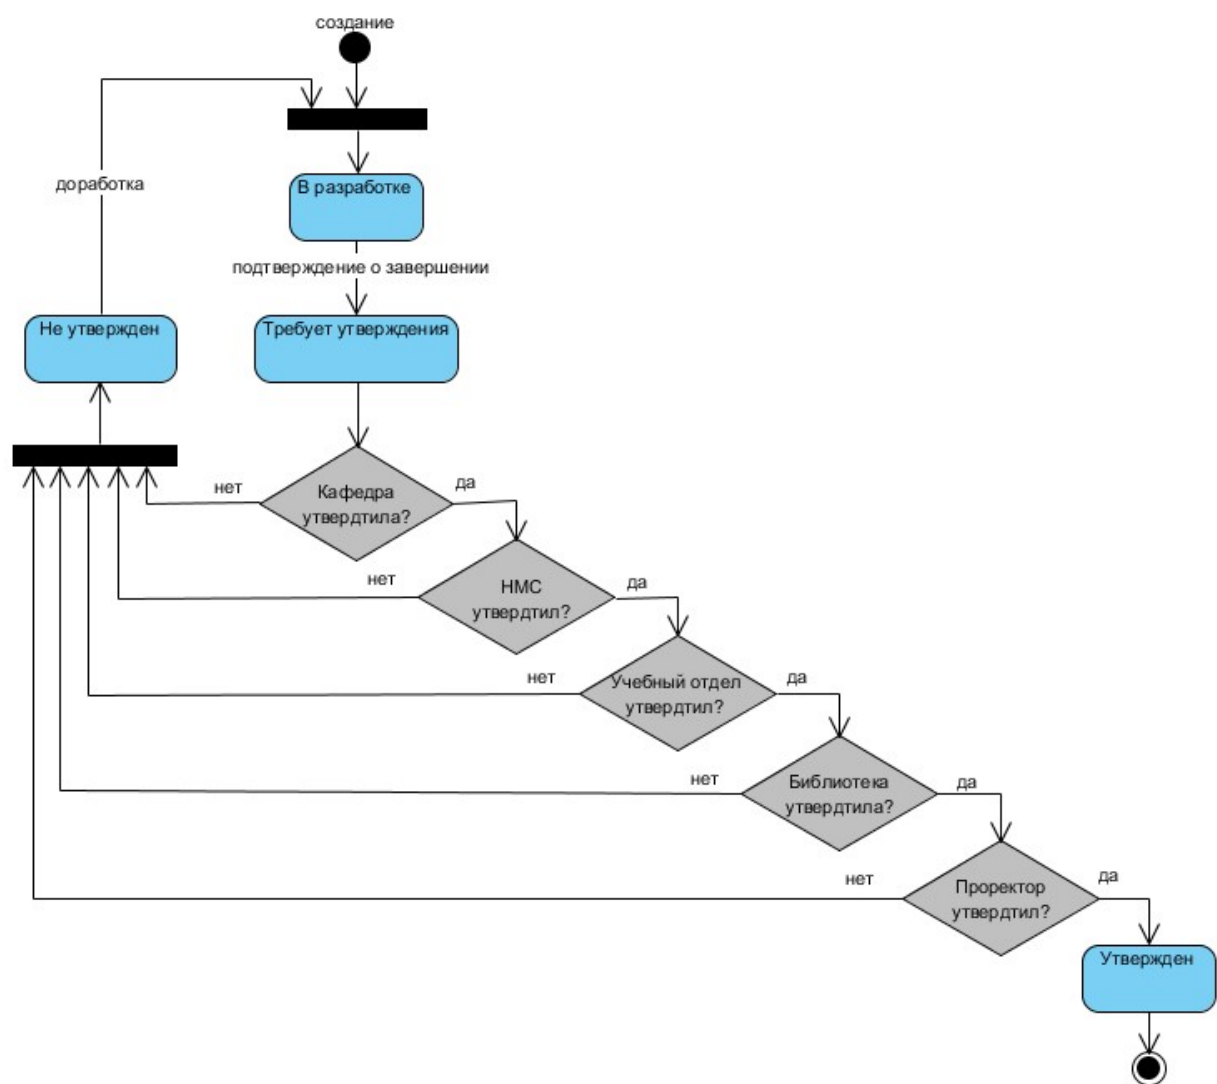 создание
доработка
В разработке
подтверждение о завершении
Не утвержден
Требует утверждения
нет
Кафедра
утвердтила?
да
нет
НМС
утвердтил?
да
нет
Учебный отдел
утвердтил?
да
нет
Библиотека
утвердтила?
да
нет
Проректор
утвердтил?
да
Утвержден